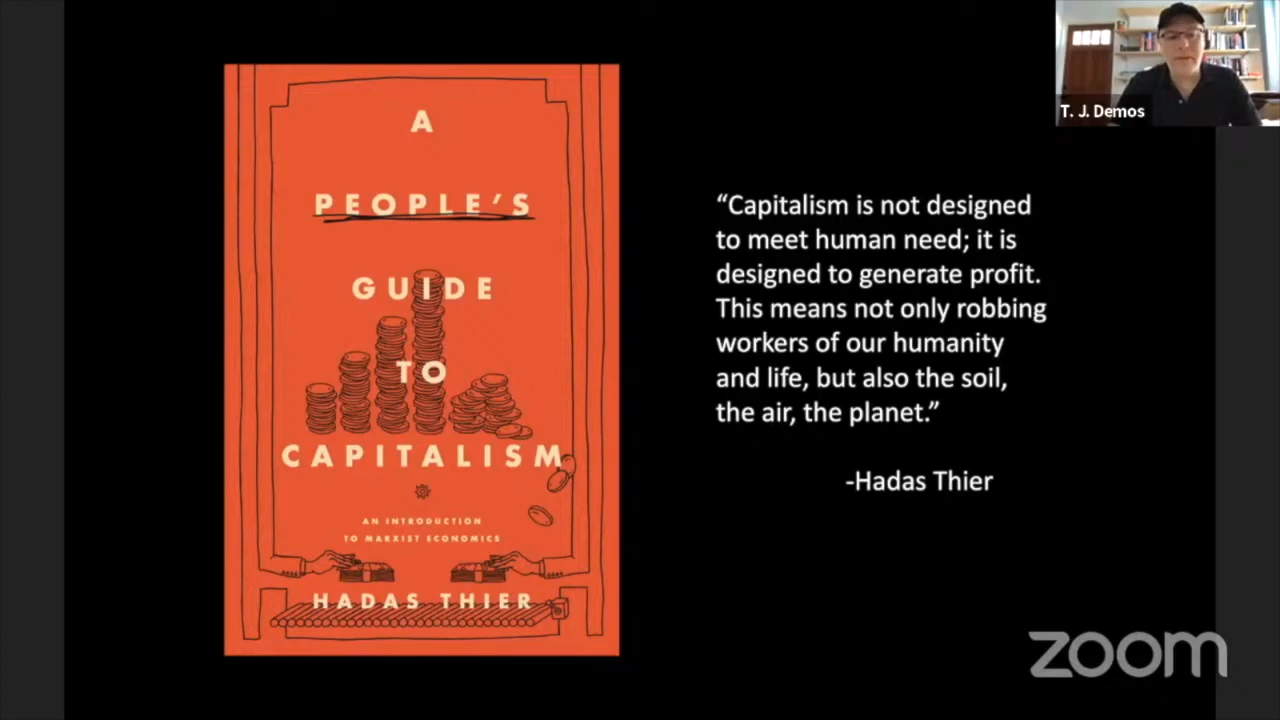 A
PEOPLE'S
GUIDE
TO
CAPITALISM
AN INTRODUCTION
TO MARXIST ECONOMICS
HADAS THIER
“Capitalism is not designed
to meet human need; it is
designed to generate profit.
This means not only robbing
workers of our humanity
and life, but also the soil,
the air, the planet.”
-Hadas Thier
T. J. Demos
zoom